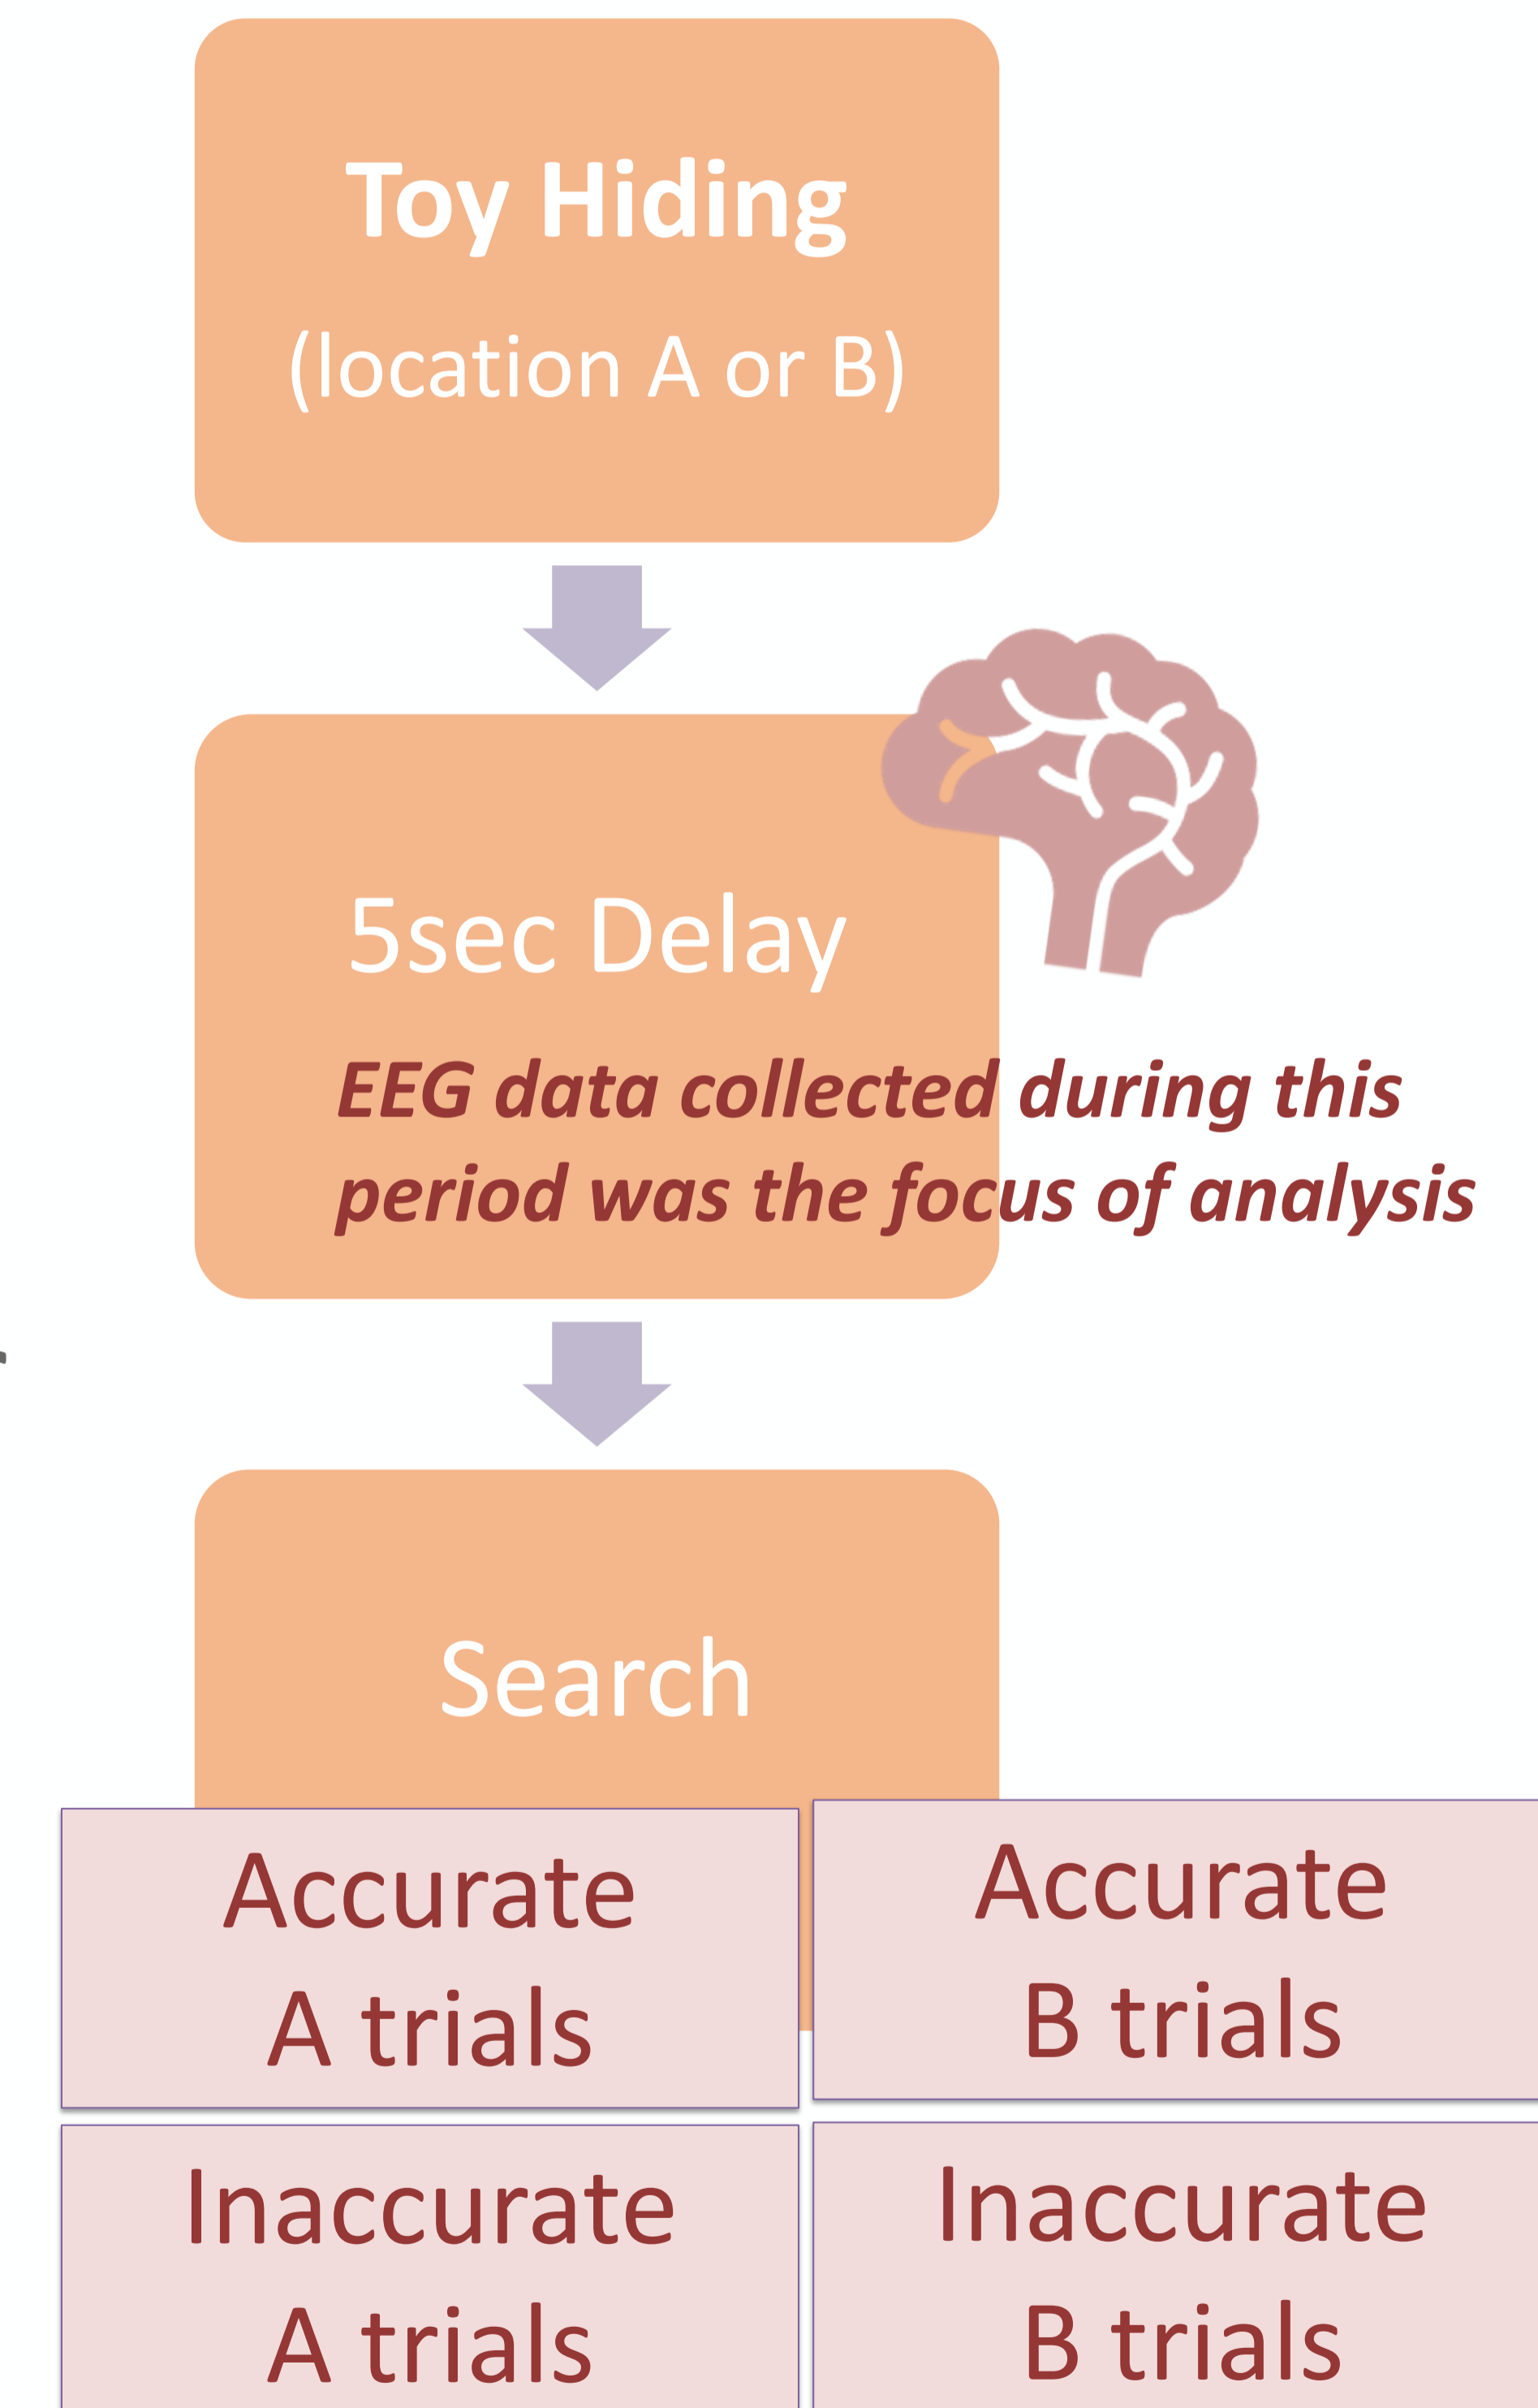 Toy Hiding
(location A or B)
5sec Delay
EEG data collected during this
period was the focus of analysis
Search
Accurate
A trials
Accurate
B trials
Inaccurate
A trials
Inaccurate
B trials